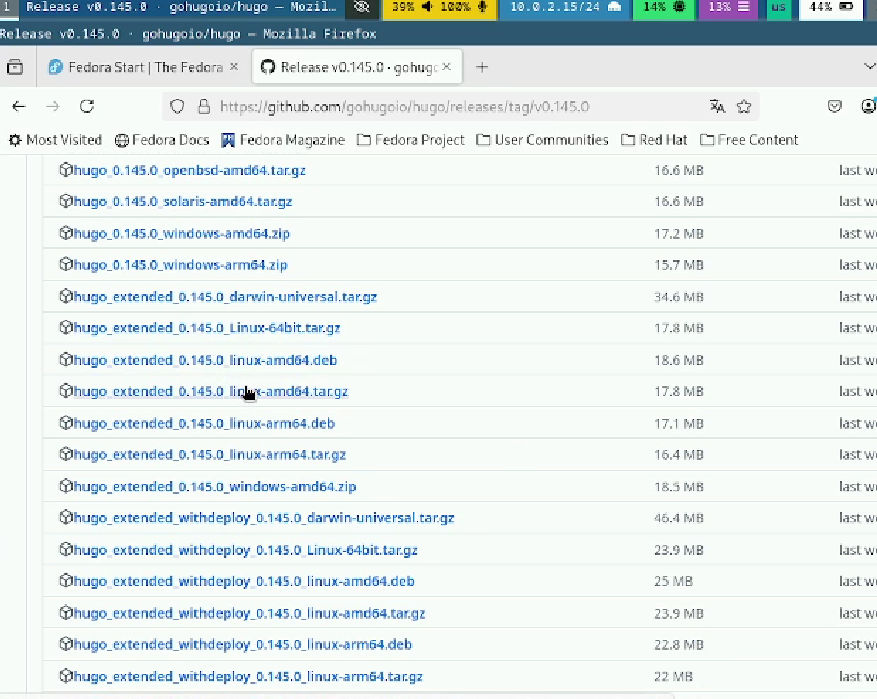 1 Release v0.145.0 · gohugoio/hugo — Mozil… 39% 100% 10.0.2.15/24 14% 13% us 44%
Release v0.145.0 · gohugoio/hugo — Mozilla Firefox
Fedora Start | The Fedora × Release v0.145.0 · gohug × +
https://github.com/gohugoio/hugo/releases/tag/v0.145.0
Most Visited Fedora Docs Fedora Magazine Fedora Project User Communities Red Hat Free Content
hugo_0.145.0_openbsd-amd64.tar.gz 16.6 MB last w
hugo_0.145.0_solaris-amd64.tar.gz 16.6 MB last w
hugo_0.145.0_windows-amd64.zip 17.2 MB last w
hugo_0.145.0_windows-arm64.zip 15.7 MB last w
hugo_extended_0.145.0_darwin-universal.tar.gz 34.6 MB last w
hugo_extended_0.145.0_Linux-64bit.tar.gz 17.8 MB last w
hugo_extended_0.145.0_linux-amd64.deb 18.6 MB last w
hugo_extended_0.145.0_linux-amd64.tar.gz 17.8 MB last w
hugo_extended_0.145.0_linux-arm64.deb 17.1 MB last w
hugo_extended_0.145.0_linux-arm64.tar.gz 16.4 MB last w
hugo_extended_0.145.0_windows-amd64.zip 18.5 MB last w
hugo_extended_withdeploy_0.145.0_darwin-universal.tar.gz 46.4 MB last w
hugo_extended_withdeploy_0.145.0_Linux-64bit.tar.gz 23.9 MB last w
hugo_extended_withdeploy_0.145.0_linux-amd64.deb 25 MB last w
hugo_extended_withdeploy_0.145.0_linux-amd64.tar.gz 23.9 MB last w
hugo_extended_withdeploy_0.145.0_linux-arm64.deb 22.8 MB last w
hugo_extended_withdeploy_0.145.0_linux-arm64.tar.gz 22 MB last w